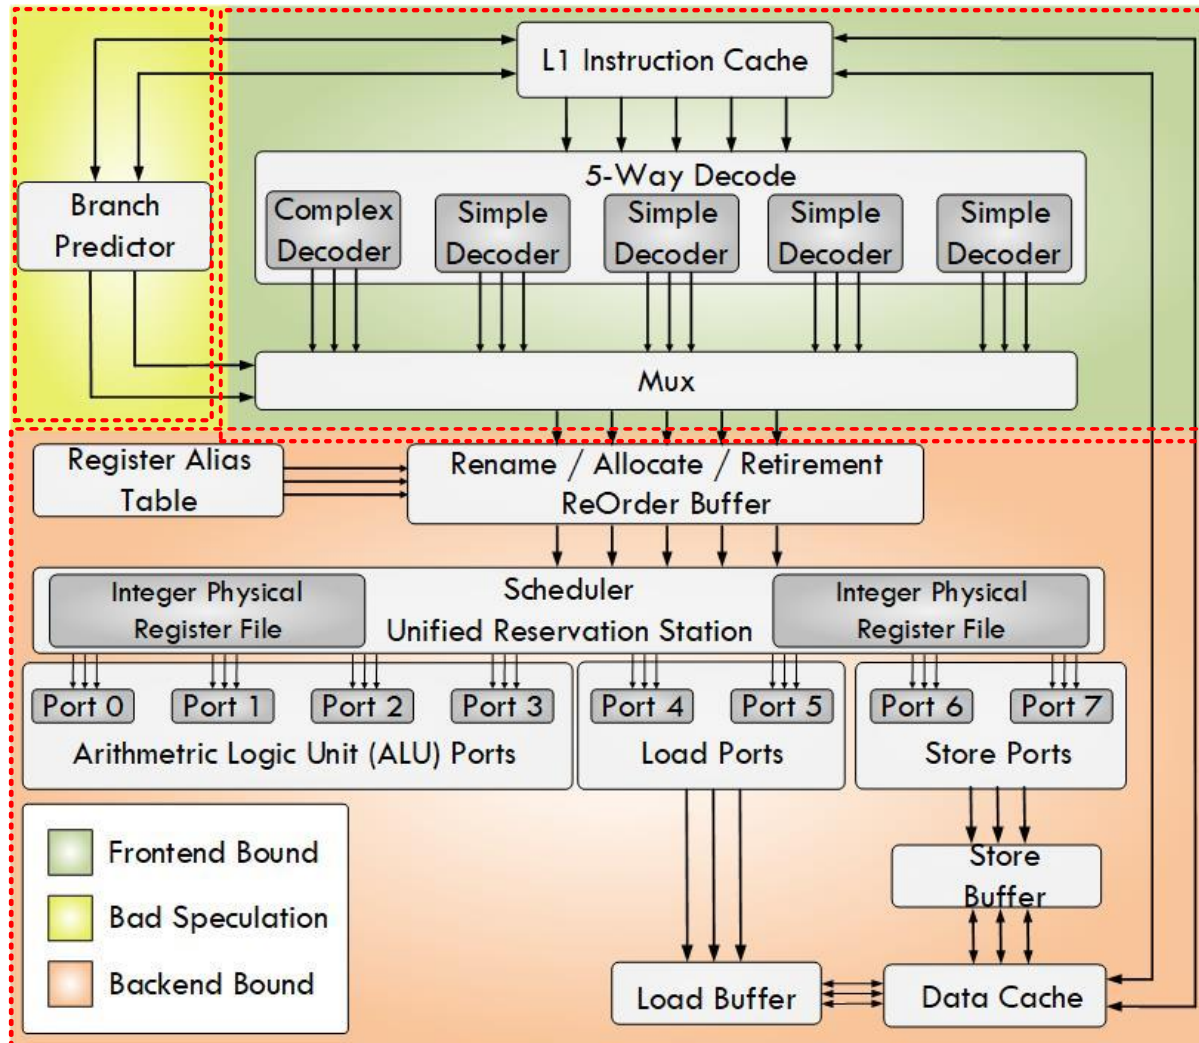 L1 Instruction Cache
5-Way Decode
Complex
Decoder
Simple
Decoder
Simple
Decoder
Simple
Decoder
Simple
Decoder
Branch
Predictor
Mux
Register Alias
Table
Rename / Allocate / Retirement
ReOrder Buffer
Integer Physical
Register File
Scheduler
Unified Reservation Station
Integer Physical
Register File
Port 0
Port 1
Port 2
Port 3
Arithmetric Logic Unit (ALU) Ports
Port 4
Port 5
Load Ports
Port 6
Port 7
Store Ports
Frontend Bound
Bad Speculation
Backend Bound
Store
Buffer
Load Buffer
Data Cache